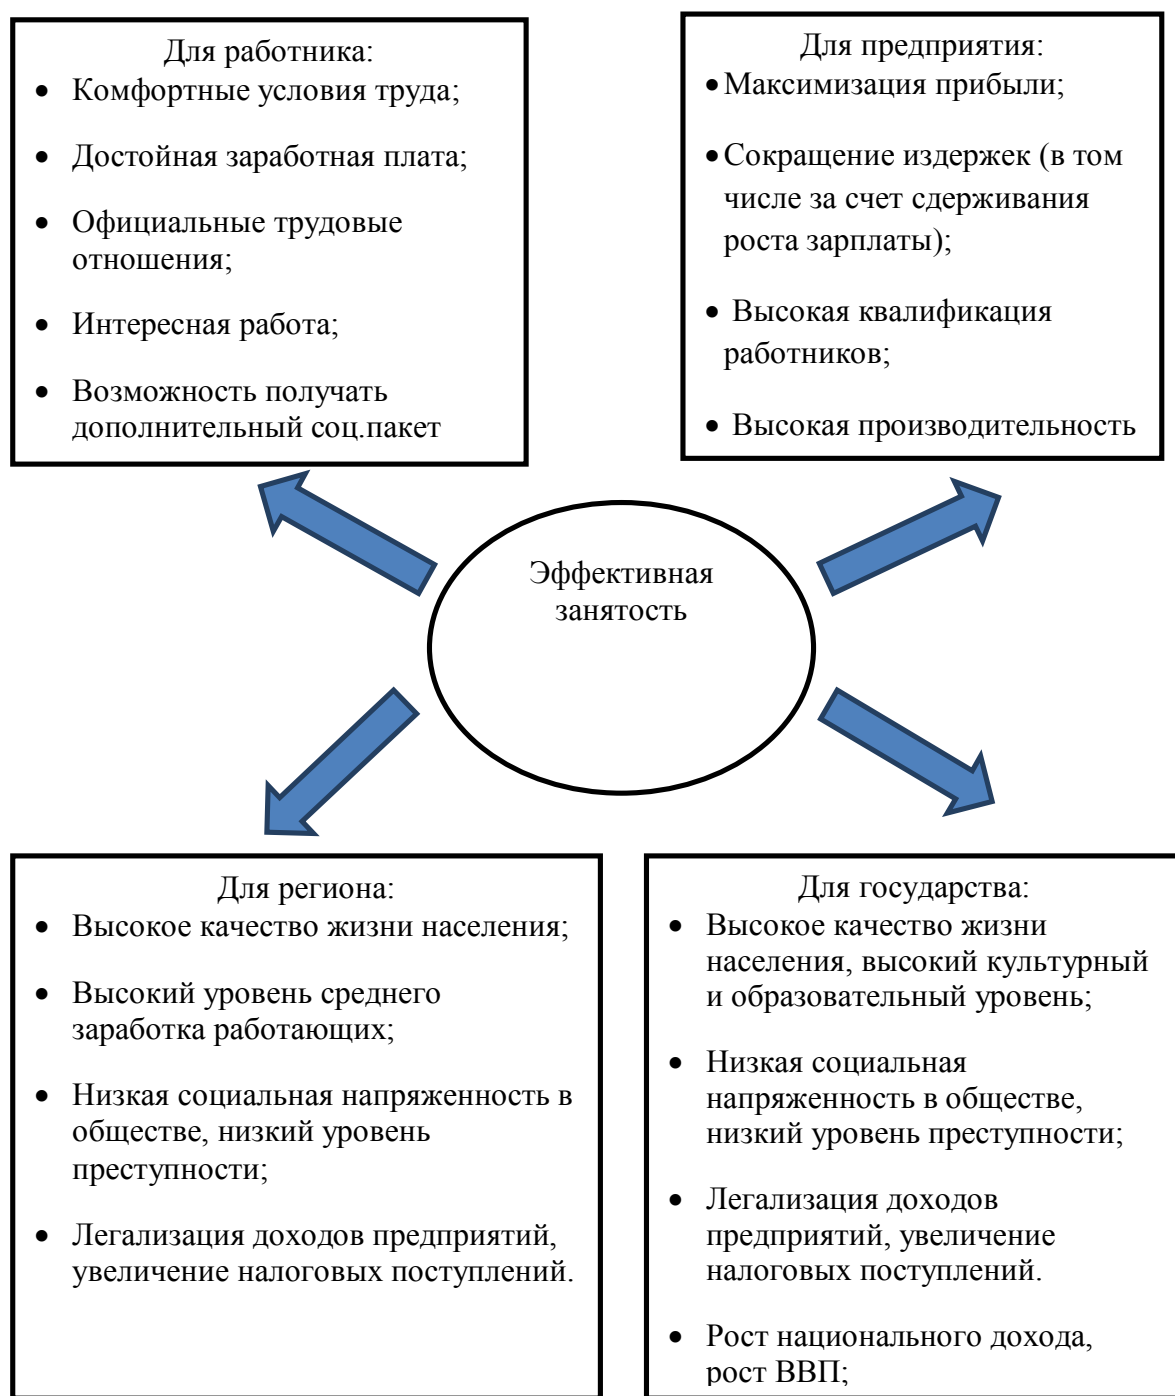 Для работника:
• Комфортные условия труда;
• Достойная заработная плата;
• Официальные трудовые
отношения;
• Интересная работа;
• Возможность получать
дополнительный соц.пакет
Для предприятия:
• Максимизация прибыли;
• Сокращение издержек (в том
числе за счет сдерживания
роста зарплаты);
• Высокая квалификация
работников;
• Высокая производительность
Эффективная
занятость
Для региона:
• Высокое качество жизни населения;
• Высокий уровень среднего
заработка работающих;
• Низкая социальная напряженность в
обществе, низкий уровень
преступности;
• Легализация доходов предприятий,
увеличение налоговых поступлений.
Для государства:
• Высокое качество жизни
населения, высокий культурный
и образовательный уровень;
• Низкая социальная
напряженность в обществе,
низкий уровень преступности;
• Легализация доходов
предприятий, увеличение
налоговых поступлений.
• Рост национального дохода,
рост ВВП;